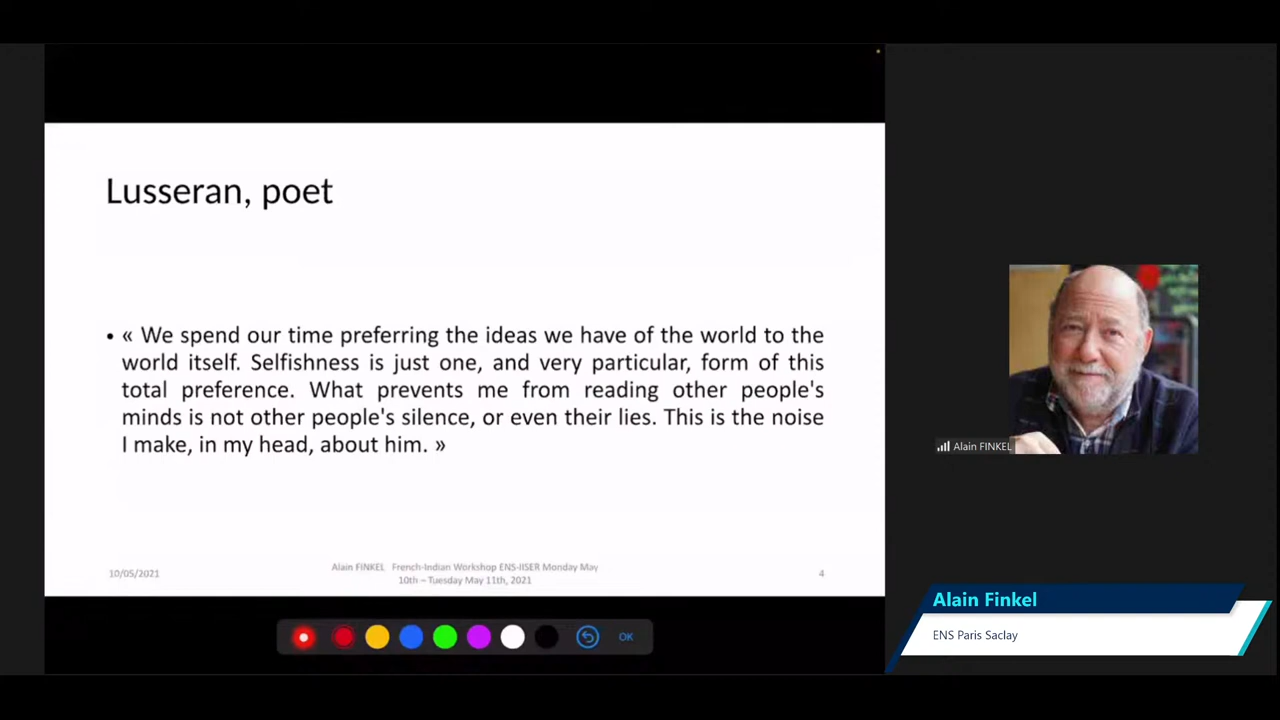 Lusseran, poet
• « We spend our time preferring the ideas we have of the world to the
world itself. Selfishness is just one, and very particular, form of this
total preference. What prevents me from reading other people's
minds is not other people's silence, or even their lies. This is the noise
I make, in my head, about him. »
10/05/2021
Alain FINKEL French-Indian Workshop ENS-IISER Monday May
10th – Tuesday May 11th, 2021
4
OK
Alain FINKEL
Alain Finkel
ENS Paris Saclay